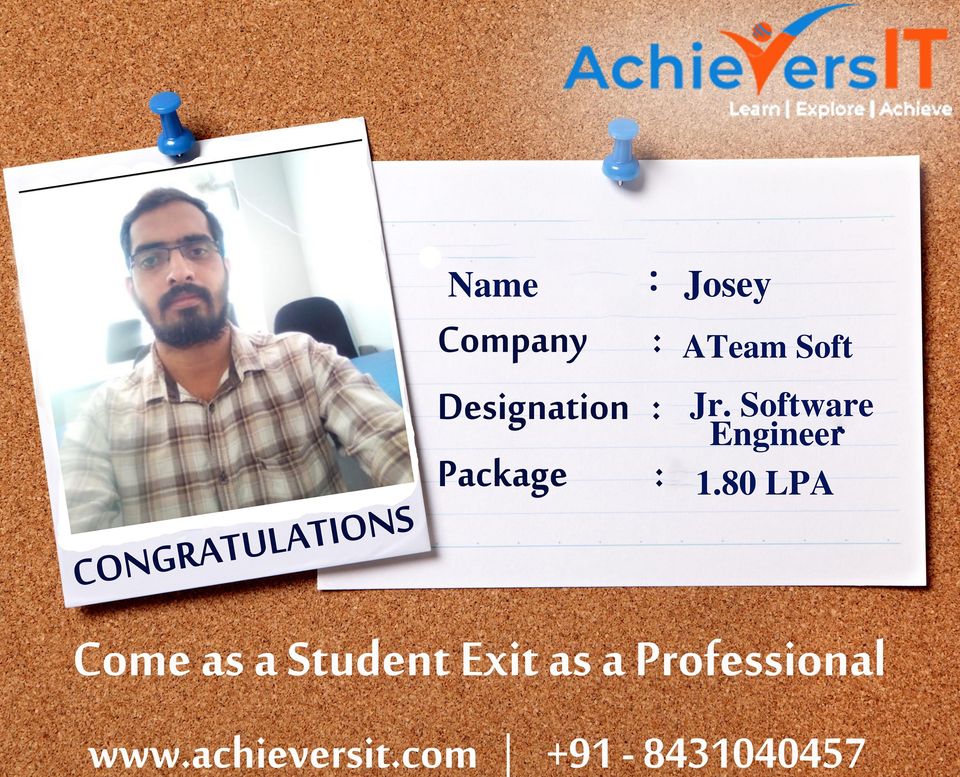 AchieVersIT
Learn | Explore | Achieve
Name : Josey
Company : ATeam Soft
Designation : Jr. Software
Engineer
Package : 1.80 LPA
CONGRATULATIONS
Come as a Student Exit as a Professional
www.achieversit.com | +91 - 8431040457